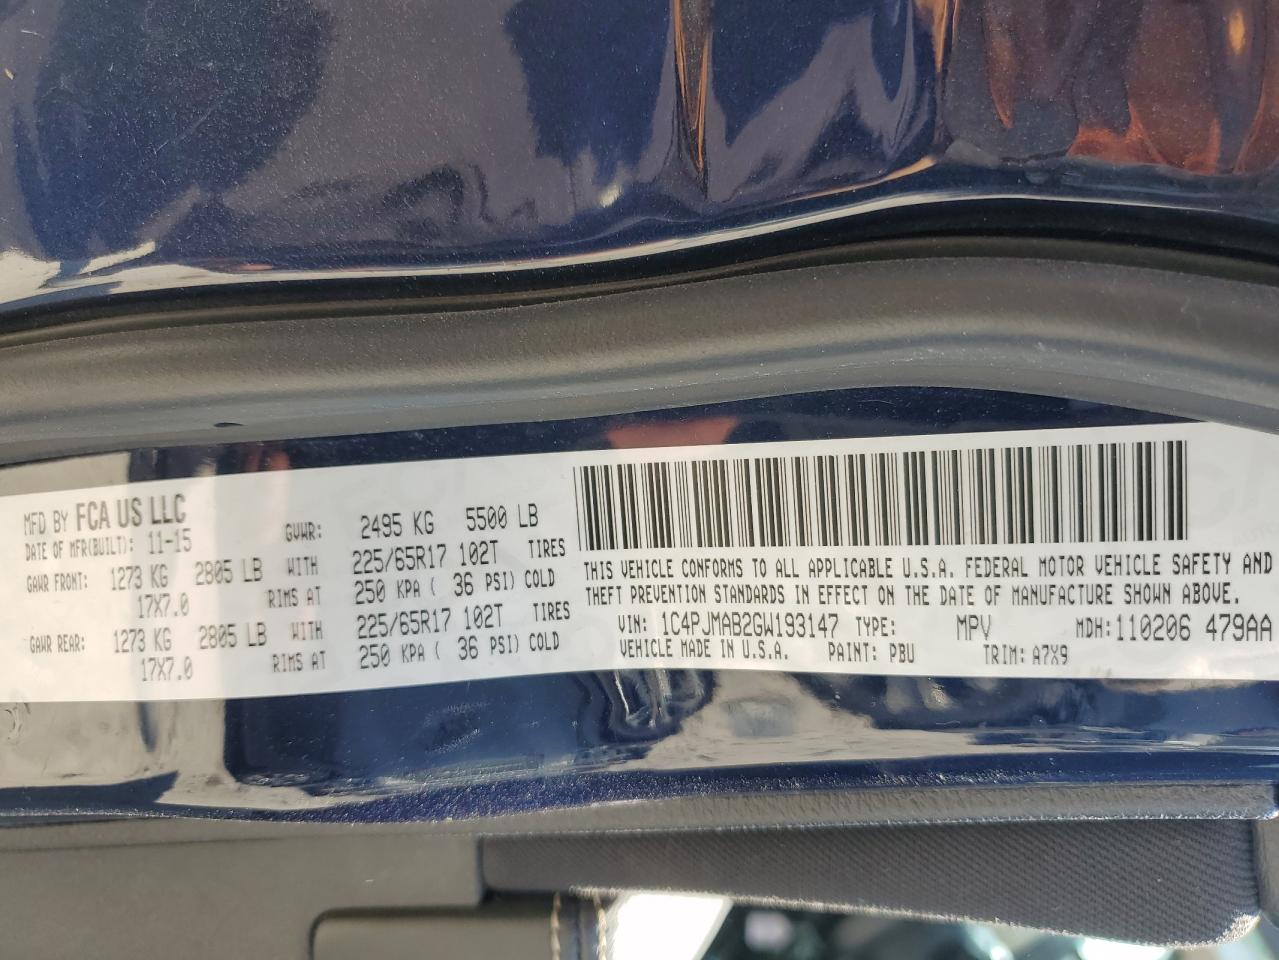 MFD BY FCA US LLC
DATE OF MFR(BUILT): 11-15 GVWR: 2495 KG 5500 LB
GAWR FRONT: 1273 KG 2805 LB WITH 225/65R17 102T TIRES
17X7.0 RIMS AT 250 KPA ( 36 PSI) COLD
GAWR REAR: 1273 KG 2805 LB WITH 225/65R17 102T TIRES
17X7.0 RIMS AT 250 KPA ( 36 PSI) COLD
THIS VEHICLE CONFORMS TO ALL APPLICABLE U.S.A. FEDERAL MOTOR VEHICLE SAFETY AND
THEFT PREVENTION STANDARDS IN EFFECT ON THE DATE OF MANUFACTURE SHOWN ABOVE.
VIN: 1C4PJMAB2GW193147 TYPE: MPV MDH:110206 479AA
VEHICLE MADE IN U.S.A. PAINT: PBU TRIM: A7X9